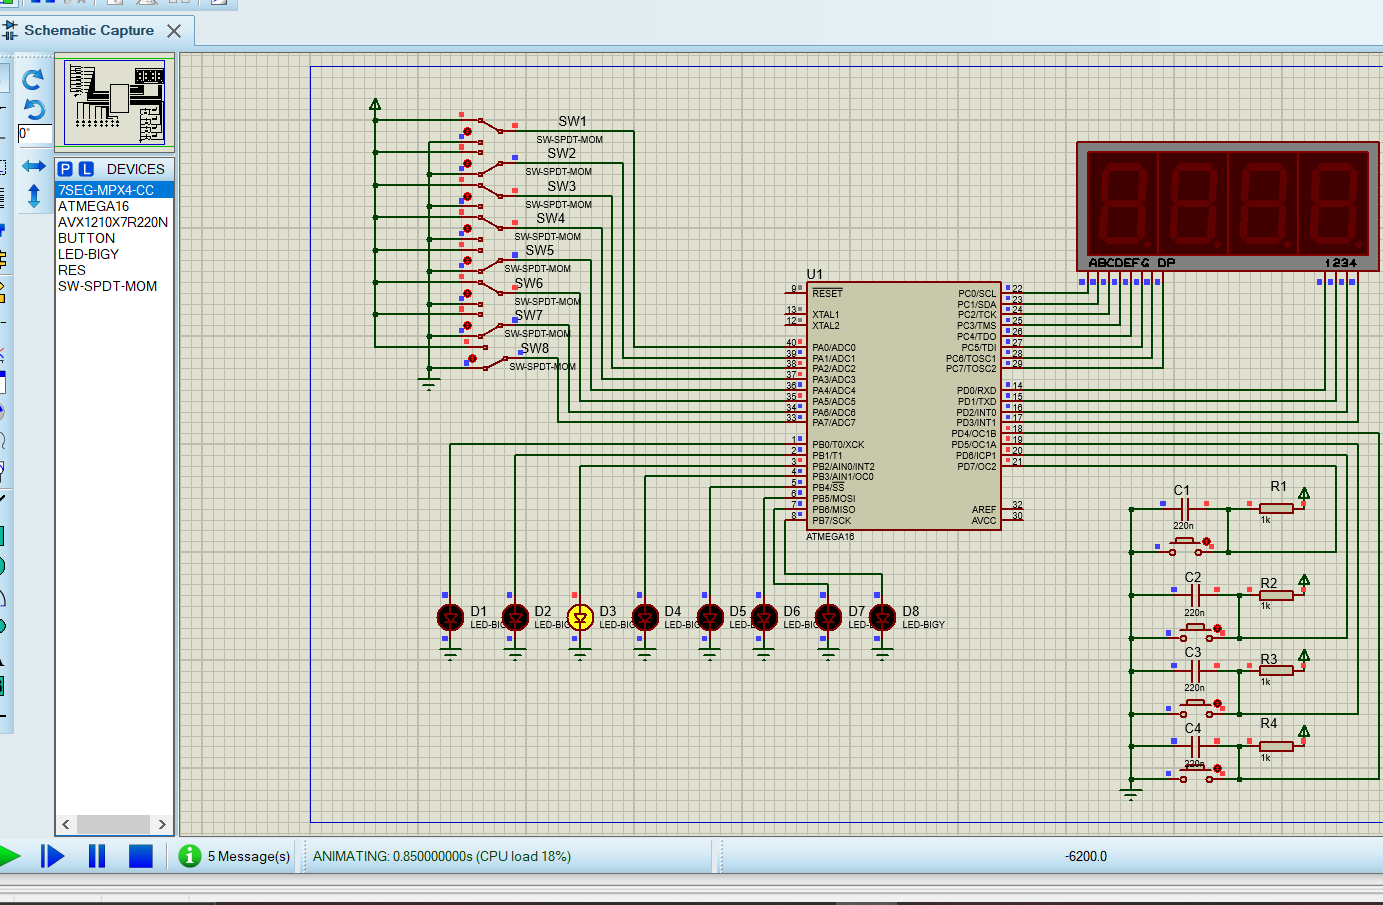 Schematic Capture
0°
P L DEVICES
7SEG-MPX4-CC
ATMEGA16
AVX1210X7R220N
BUTTON
LED-BIGY
RES
SW-SPDT-MOM
SW1
SW-SPDT-MOM
SW2
SW-SPDT-MOM
SW3
SW-SPDT-MOM
SW4
SW-SPDT-MOM
SW5
SW-SPDT-MOM
SW6
SW-SPDT-MOM
SW7
SW-SPDT-MOM
SW8
SW-SPDT-MOM
ABCDEFG DP
1234
U1
9 RESET
13 XTAL1
12 XTAL2
40 PA0/ADC0
39 PA1/ADC1
38 PA2/ADC2
37 PA3/ADC3
36 PA4/ADC4
35 PA5/ADC5
34 PA6/ADC6
33 PA7/ADC7
1 PB0/T0/XCK
2 PB1/T1
3 PB2/AIN0/INT2
4 PB3/AIN1/OC0
5 PB4/SS
6 PB5/MOSI
7 PB6/MISO
8 PB7/SCK
PC0/SCL 22
PC1/SDA 23
PC2/TCK 24
PC3/TMS 25
PC4/TDO 26
PC5/TDI 27
PC6/TOSC1 28
PC7/TOSC2 29
PD0/RXD 14
PD1/TXD 15
PD2/INT0 16
PD3/INT1 17
PD4/OC1B 18
PD5/OC1A 19
PD6/ICP1 20
PD7/OC2 21
AREF 32
AVCC 30
ATMEGA16
C1
220n
R1
1k
C2
220n
R2
1k
C3
220n
R3
1k
C4
220n
R4
1k
D1
LED-BIG
D2
LED-BIG
D3
LED-BIG
D4
LED-BIG
D5
LED-
D6
LED-BIG
D7
LED-
D8
LED-BIGY
5 Message(s)
ANIMATING: 0.850000000s (CPU load 18%)
-6200.0